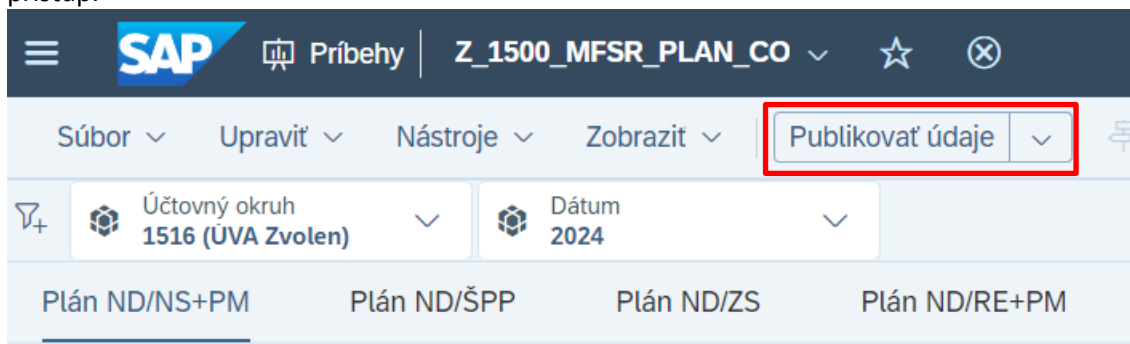 SAP Príbehy Z_1500_MFSR_PLAN_CO
Súbor Upraviť Nástroje Zobrazit Publikovať údaje
Účtovný okruh
1516 (ÚVA Zvolen)
Dátum
2024
Plán ND/NS+PM Plán ND/ŠPP Plán ND/ZS Plán ND/RE+PM